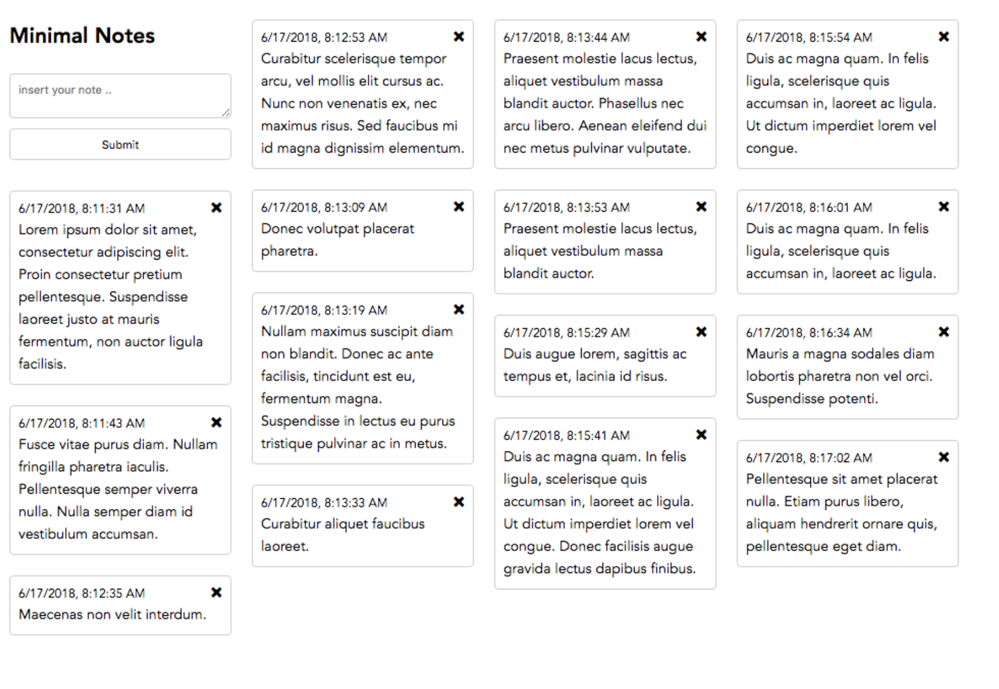 Minimal Notes
insert your note ..
Submit
6/17/2018, 8:11:31 AM
Lorem ipsum dolor sit amet,
consectetur adipiscing elit.
Proin consectetur pretium
pellentesque. Suspendisse
laoreet justo at mauris
fermentum, non auctor ligula
facilisis.
6/17/2018, 8:11:43 AM
Fusce vitae purus diam. Nullam
fringilla pharetra iaculis.
Pellentesque semper viverra
nulla. Nulla semper diam id
vestibulum accumsan.
6/17/2018, 8:12:35 AM
Maecenas non velit interdum.
6/17/2018, 8:12:53 AM
Curabitur scelerisque tempor
arcu, vel mollis elit cursus ac.
Nunc non venenatis ex, nec
maximus risus. Sed faucibus mi
id magna dignissim elementum.
6/17/2018, 8:13:09 AM
Donec volutpat placerat
pharetra.
6/17/2018, 8:13:19 AM
Nullam maximus suscipit diam
non blandit. Donec ac ante
facilisis, tincidunt est eu,
fermentum magna.
Suspendisse in lectus eu purus
tristique pulvinar ac in metus.
6/17/2018, 8:13:33 AM
Curabitur aliquet faucibus
laoreet.
6/17/2018, 8:13:44 AM
Praesent molestie lacus lectus,
aliquet vestibulum massa
blandit auctor. Phasellus nec
arcu libero. Aenean eleifend dui
nec metus pulvinar vulputate.
6/17/2018, 8:13:53 AM
Praesent molestie lacus lectus,
aliquet vestibulum massa
blandit auctor.
6/17/2018, 8:15:29 AM
Duis augue lorem, sagittis ac
tempus et, lacinia id risus.
6/17/2018, 8:15:41 AM
Duis ac magna quam. In felis
ligula, scelerisque quis
accumsan in, laoreet ac ligula.
Ut dictum imperdiet lorem vel
congue. Donec facilisis augue
gravida lectus dapibus finibus.
6/17/2018, 8:15:54 AM
Duis ac magna quam. In felis
ligula, scelerisque quis
accumsan in, laoreet ac ligula.
Ut dictum imperdiet lorem vel
congue.
6/17/2018, 8:16:01 AM
Duis ac magna quam. In felis
ligula, scelerisque quis
accumsan in, laoreet ac ligula.
6/17/2018, 8:16:34 AM
Mauris a magna sodales diam
lobortis pharetra non vel orci.
Suspendisse potenti.
6/17/2018, 8:17:02 AM
Pellentesque sit amet placerat
nulla. Etiam purus libero,
aliquam hendrerit ornare quis,
pellentesque eget diam.